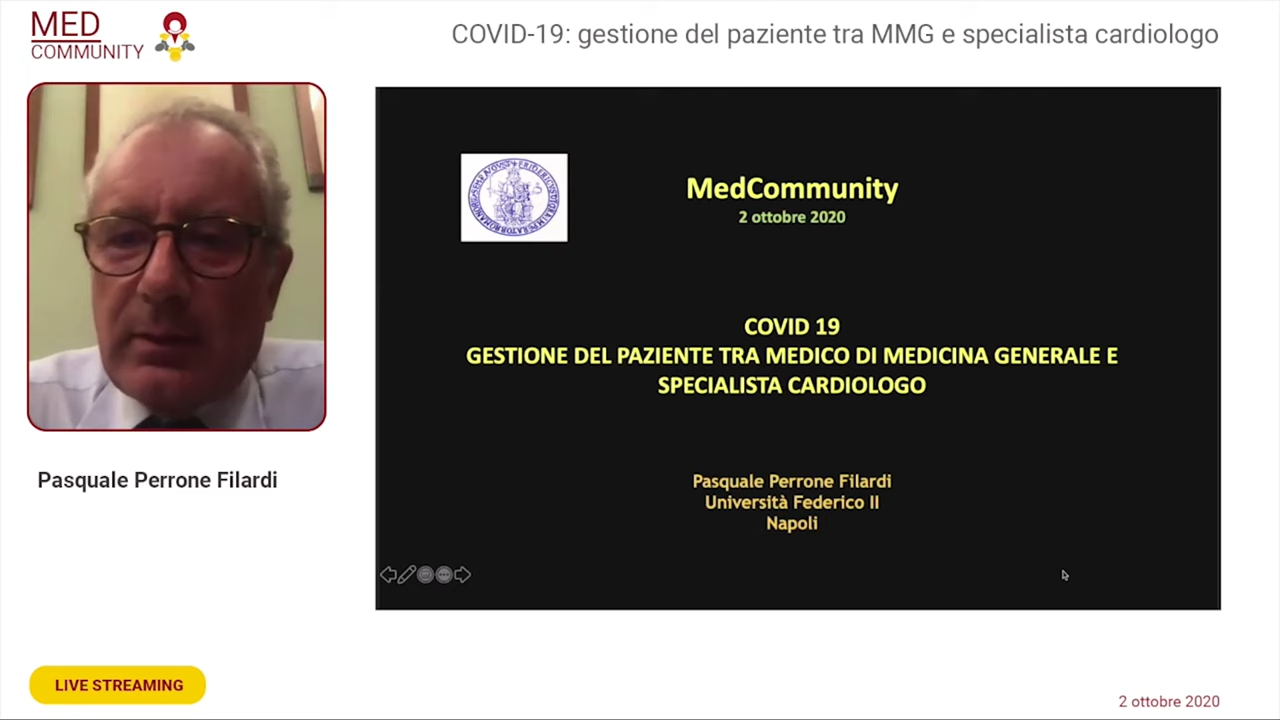 MED
COMMUNITY
COVID-19: gestione del paziente tra MMG e specialista cardiologo
MedCommunity
2 ottobre 2020
COVID 19
GESTIONE DEL PAZIENTE TRA MEDICO DI MEDICINA GENERALE E
SPECIALISTA CARDIOLOGO
Pasquale Perrone Filardi
Università Federico II
Napoli
Pasquale Perrone Filardi
LIVE STREAMING
2 ottobre 2020